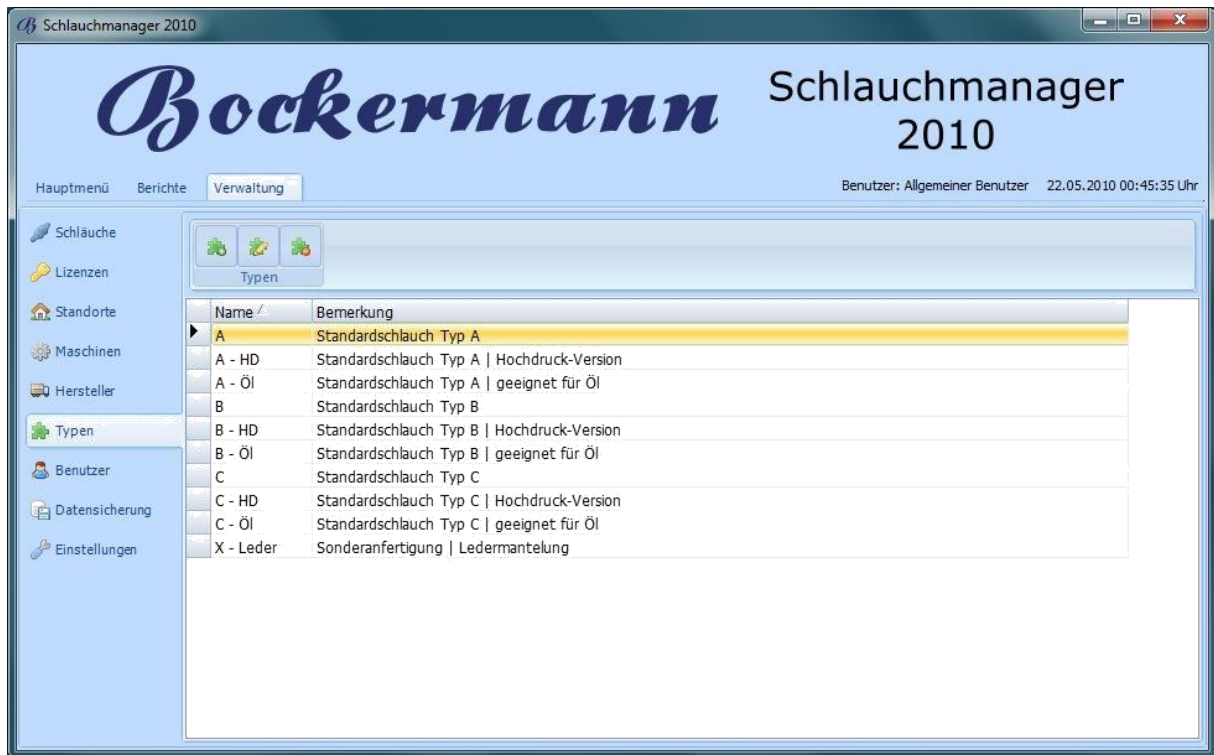 Schlauchmanager 2010
Bockermann
Schlauchmanager
2010
Hauptmenü Berichte Verwaltung Benutzer: Allgemeiner Benutzer 22.05.2010 00:45:35 Uhr
Schläuche
Lizenzen
Standorte
Maschinen
Hersteller
Typen
Benutzer
Datensicherung
Einstellungen
Typen
Name Bemerkung
A Standardschlauch Typ A
A - HD Standardschlauch Typ A | Hochdruck-Version
A - Öl Standardschlauch Typ A | geeignet für Öl
B Standardschlauch Typ B
B - HD Standardschlauch Typ B | Hochdruck-Version
B - Öl Standardschlauch Typ B | geeignet für Öl
C Standardschlauch Typ C
C - HD Standardschlauch Typ C | Hochdruck-Version
C - Öl Standardschlauch Typ C | geeignet für Öl
X - Leder Sonderanfertigung | Ledermantelung